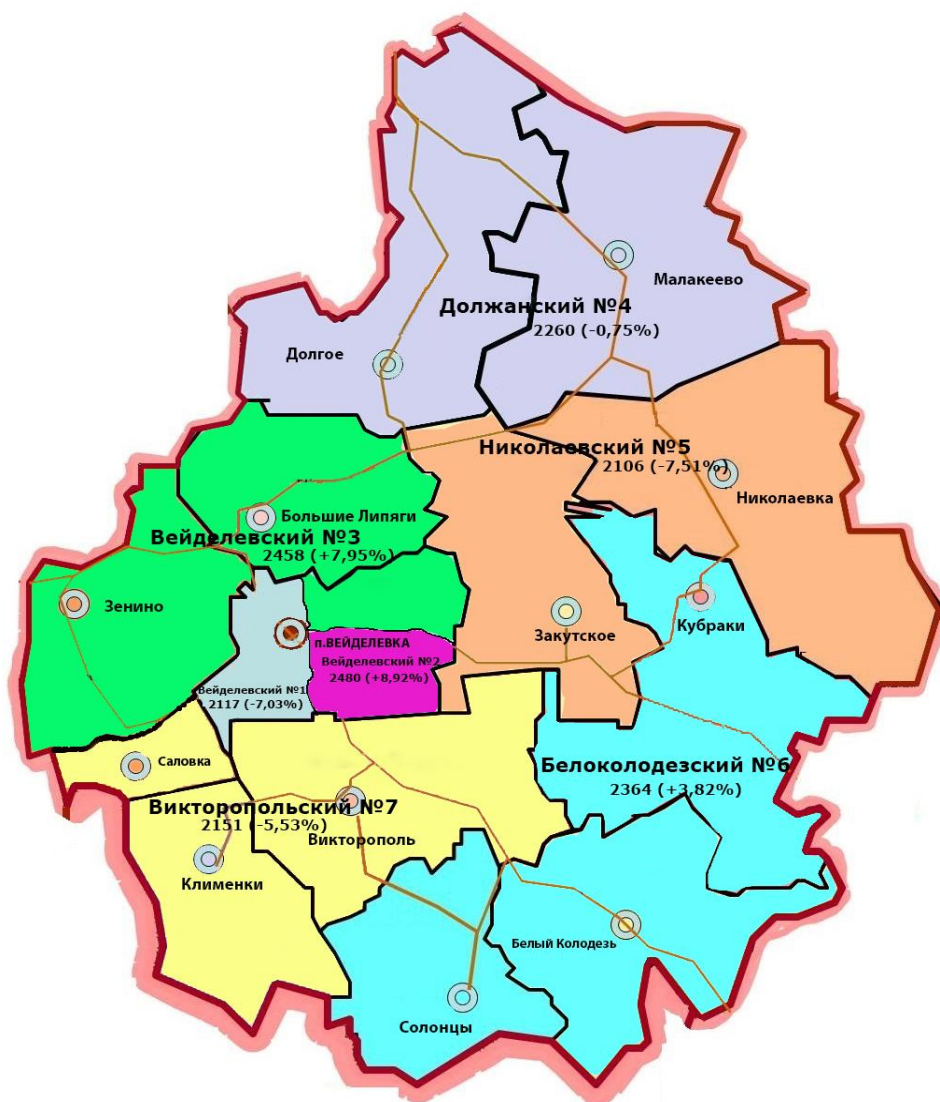 Малакеево
Должанский №4
2260 (-0,75%)
Долгое
Николаевский №5
2106 (-7,51%)
Николаевка
Большие Липяги
Вейделевский №3
2458 (+7,95%)
Зенино
Кубраки
Закутское
п.ВЕЙДЕЛЕВКА
Вейделевский №2
2480 (+8,92%)
Вейделевский №1
2117 (-7,03%)
Саловка
Белоколодезский №6
2364 (+3,82%)
Викторопольский №7
2151 (-5,53%)
Викторополь
Клименки
Белый Колодезь
Солонцы